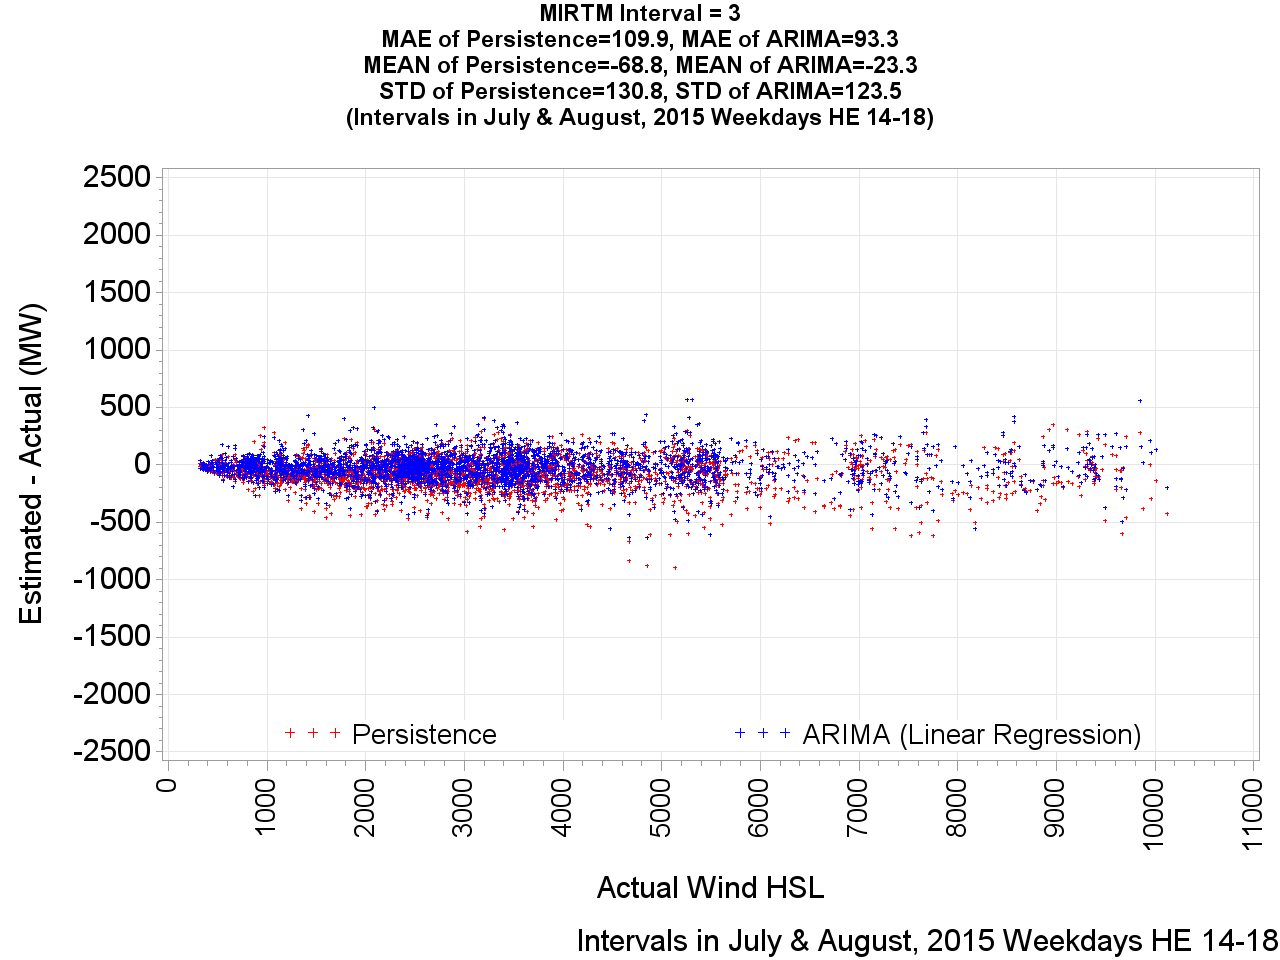 MIRTM Interval = 3
MAE of Persistence=109.9, MAE of ARIMA=93.3
MEAN of Persistence=-68.8, MEAN of ARIMA=-23.3
STD of Persistence=130.8, STD of ARIMA=123.5
(Intervals in July & August, 2015 Weekdays HE 14-18)
Estimated - Actual (MW)
2500
2000
1500
1000
500
0
-500
-1000
-1500
-2000
-2500
Persistence
ARIMA (Linear Regression)
0
1000
2000
3000
4000
5000
6000
7000
8000
9000
10000
11000
Actual Wind HSL
Intervals in July & August, 2015 Weekdays HE 14-18